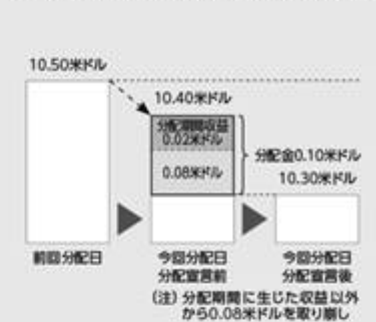 10.50米ドル
10.40米ドル
分配期間収益
0.02米ドル
0.08米ドル
分配金0.10米ドル
10.30米ドル
前回分配日
今回分配日
分配宣言前
今回分配日
分配宣言後
(注)分配期間に生じた収益以外
から0.08米ドルを取り崩し